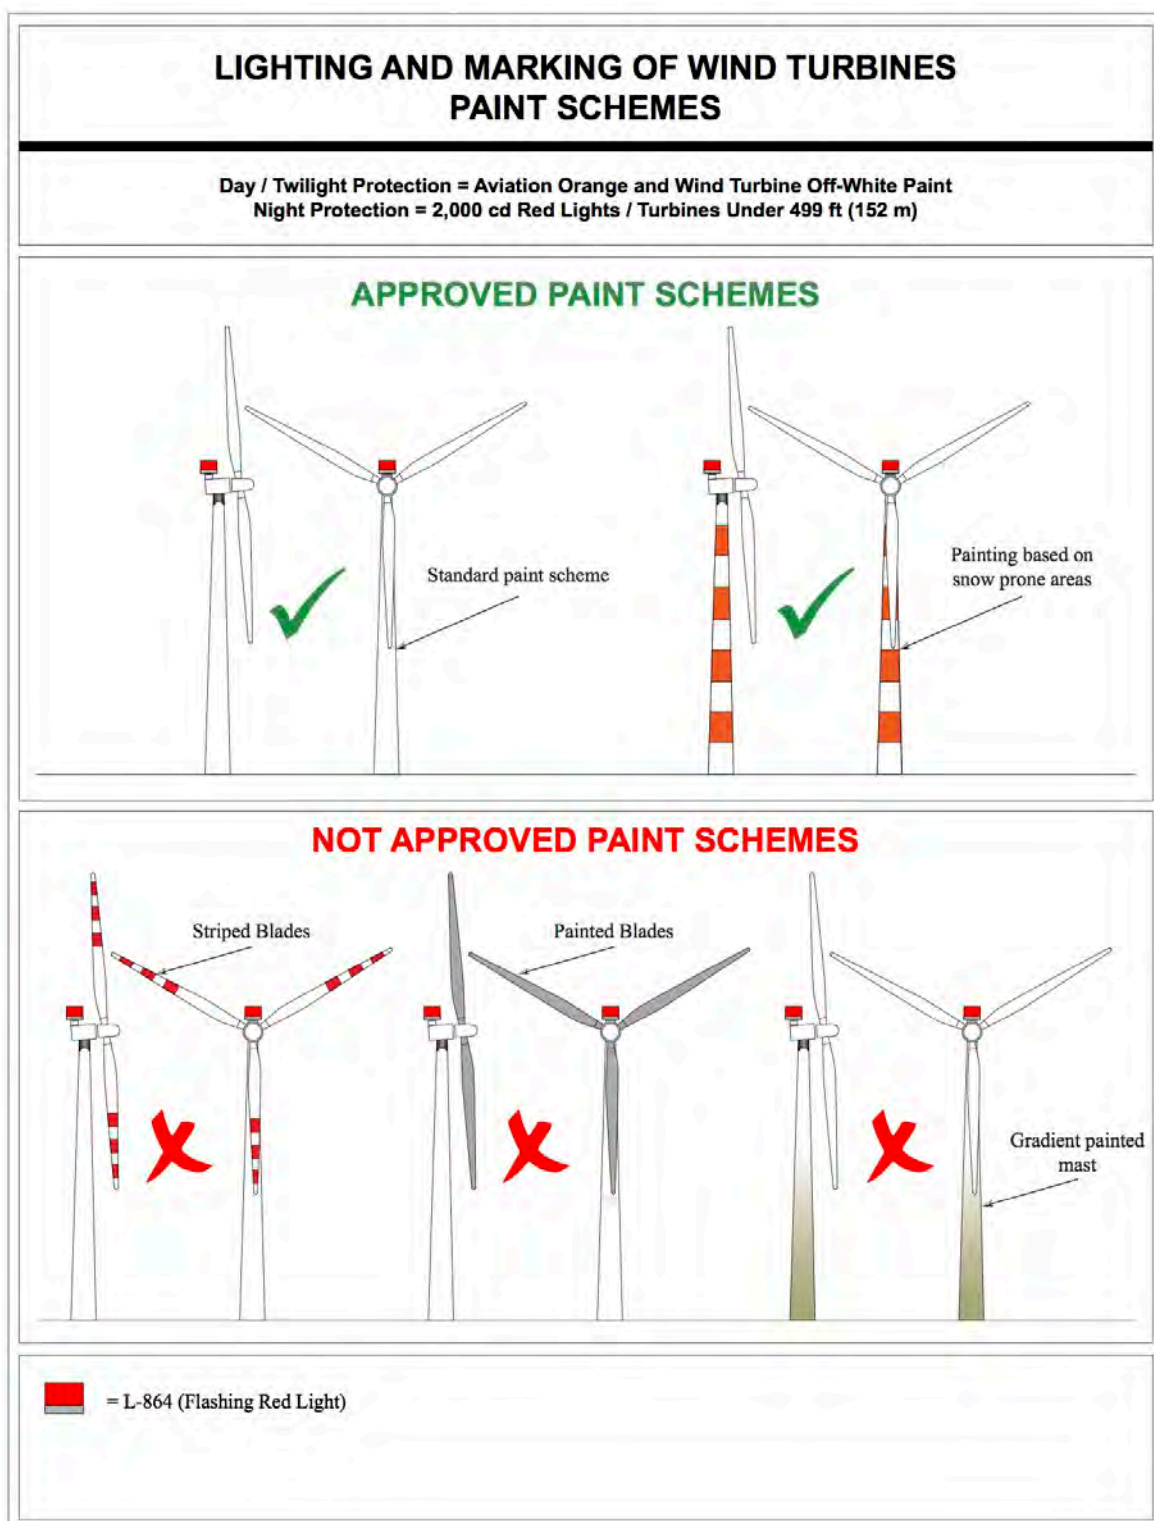 LIGHTING AND MARKING OF WIND TURBINES
PAINT SCHEMES
Day / Twilight Protection = Aviation Orange and Wind Turbine Off-White Paint
Night Protection = 2,000 cd Red Lights / Turbines Under 499 ft (152 m)
APPROVED PAINT SCHEMES
Standard paint scheme
Painting based on
snow prone areas
NOT APPROVED PAINT SCHEMES
Striped Blades
Painted Blades
Gradient painted
mast
= L-864 (Flashing Red Light)